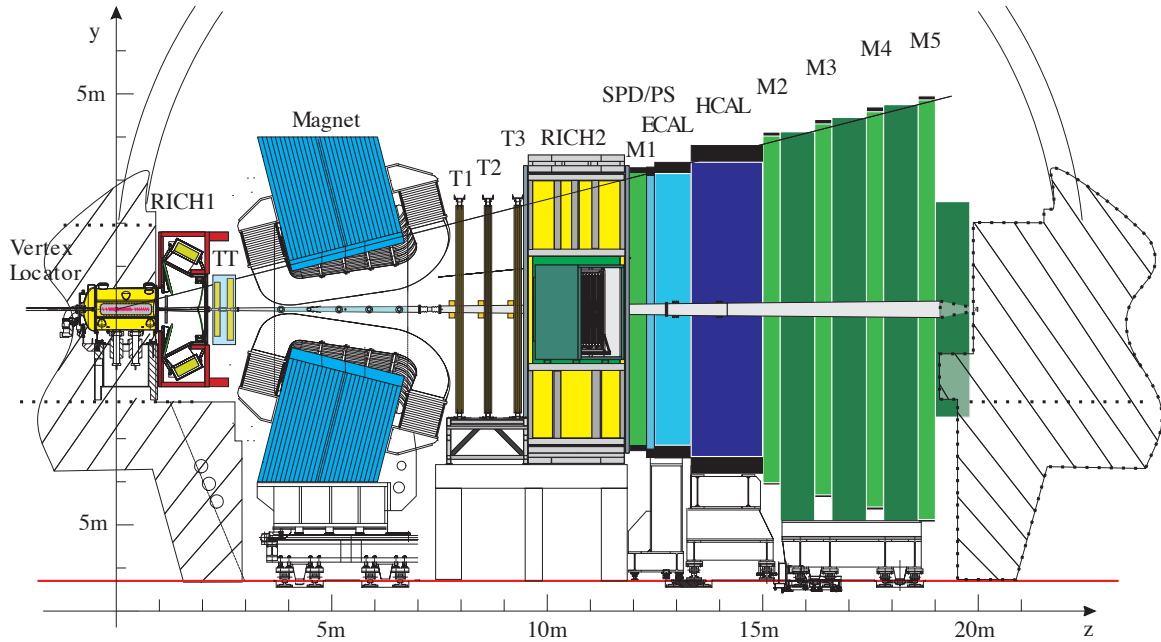 y
5m
Vertex
Locator
RICH1
TT
Magnet
T1
T2
T3
RICH2
M1
SPD/PS
ECAL
HCAL
M2
M3
M4
M5
5m
5m
10m
15m
20m
z